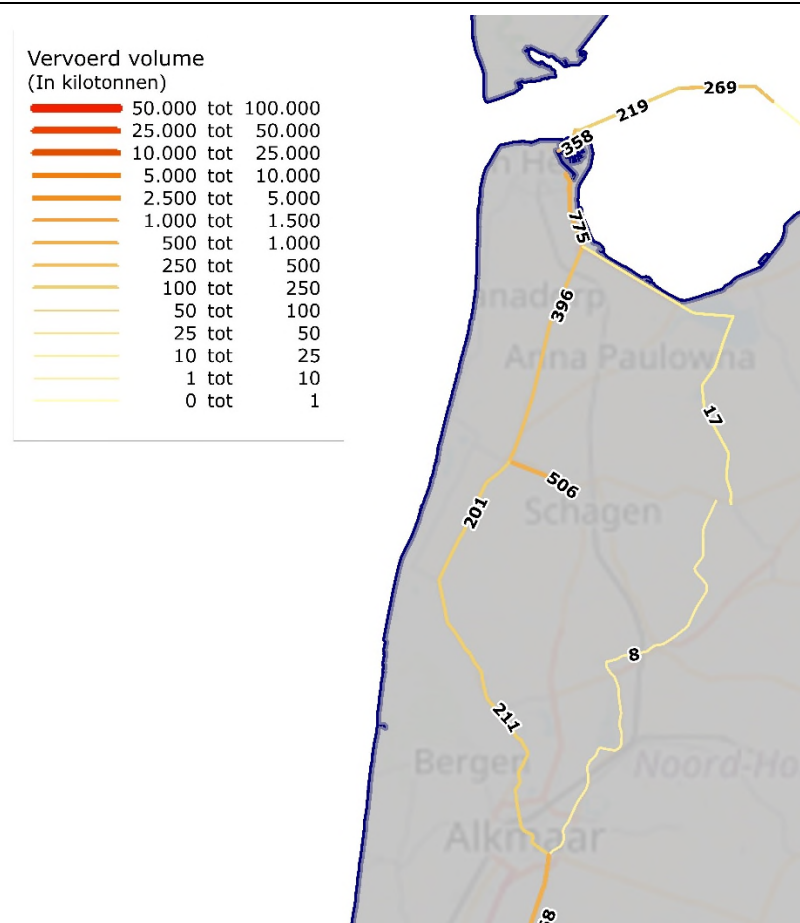 Vervoerd volume
(In kilotonnen)
50.000 tot 100.000
25.000 tot 50.000
10.000 tot 25.000
5.000 tot 10.000
2.500 tot 5.000
1.000 tot 1.500
500 tot 1.000
250 tot 500
100 tot 250
50 tot 100
25 tot 50
10 tot 25
1 tot 10
0 tot 1
269
219
358
775
396
anadorp
Anna Paulowna
17
506
201
Schagen
8
211
Bergen
Noord-Ho
Alkmaar